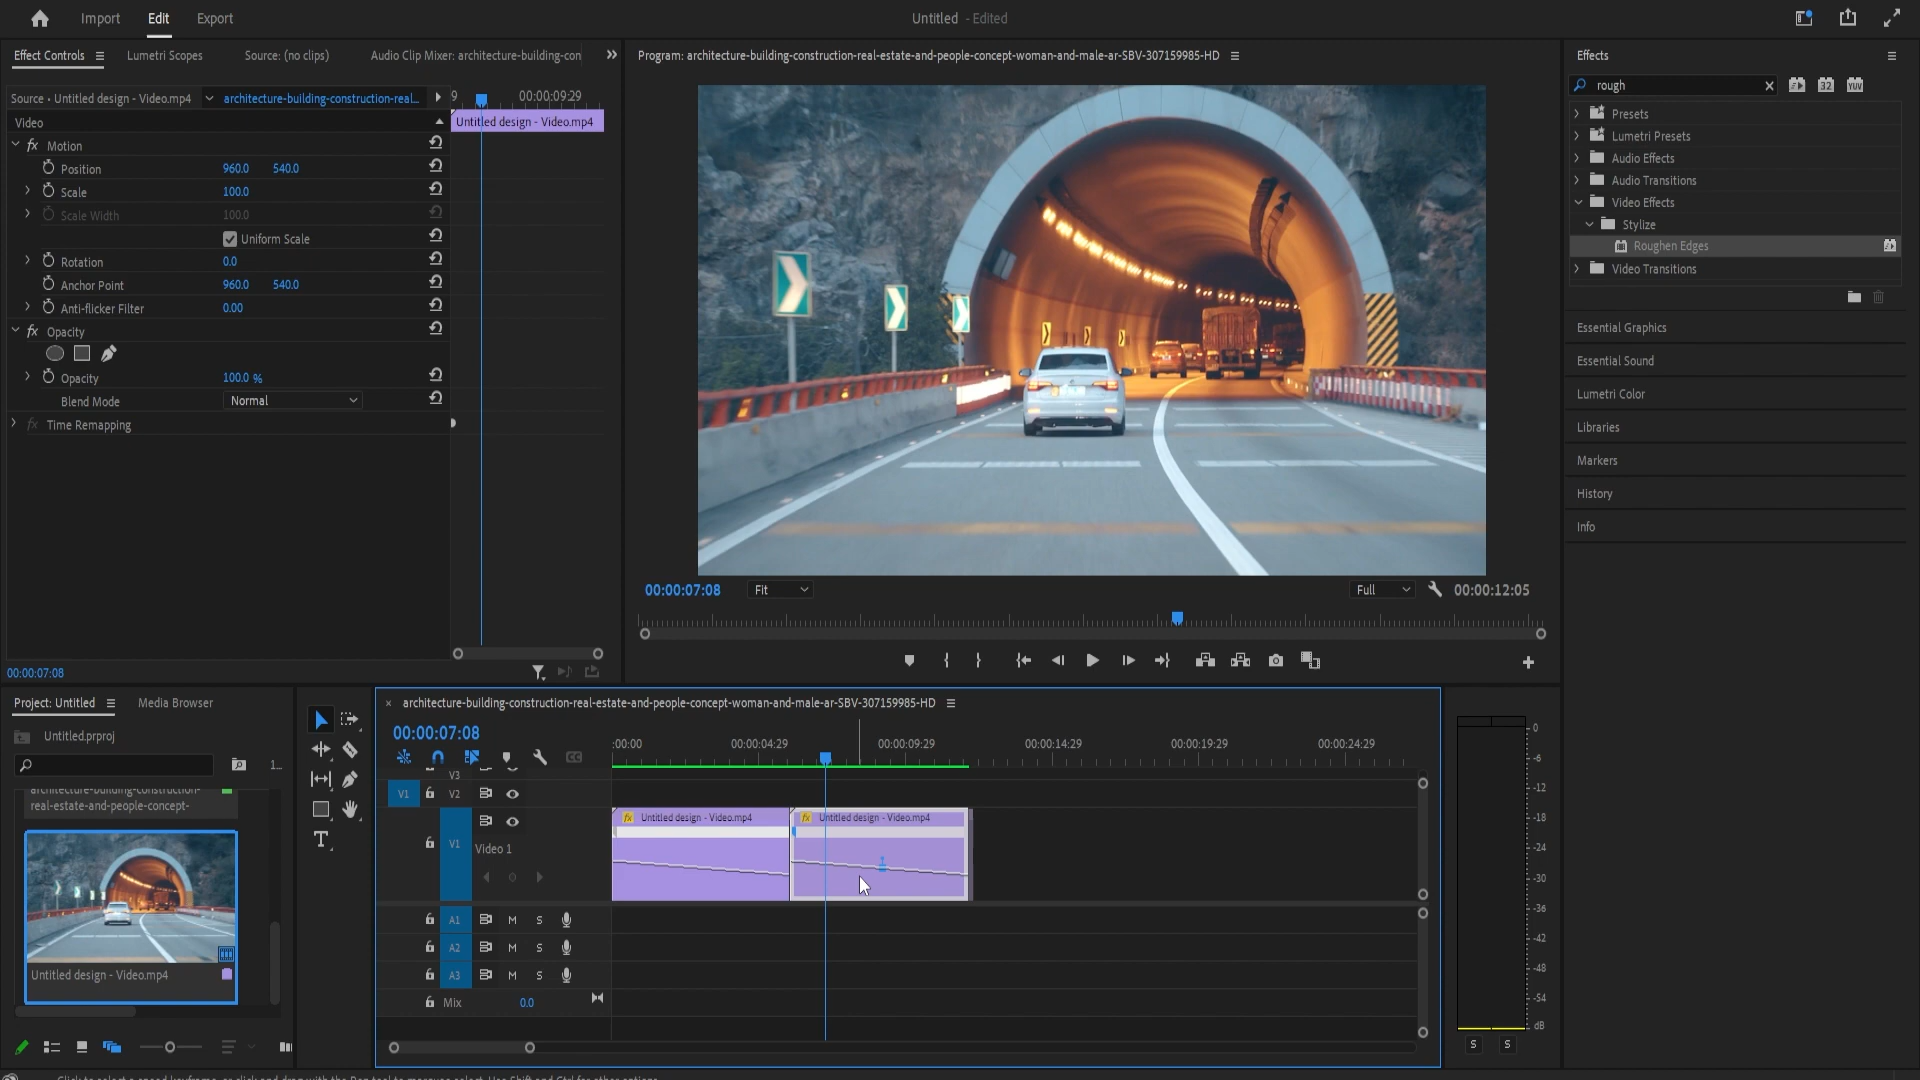 Import
Edit
Export
Untitled - Edited
Effect Controls
Lumetri Scopes
Source: (no clips)
Audio Clip Mixer: architecture-building-con
Source • Untitled design - Video.mp4
architecture-building-construction-real...
9
00:00:09:29
Video
Untitled design - Video.mp4
fx Motion
Position 960.0 540.0
Scale 100.0
Scale Width 100.0
Uniform Scale
Rotation 0.0
Anchor Point 960.0 540.0
Anti-flicker Filter 0.00
fx Opacity
Opacity 100.0 %
Blend Mode Normal
fx Time Remapping
00:00:07:08
Program: architecture-building-construction-real-estate-and-people-concept-woman-and-male-ar-SBV-307159985-HD
00:00:07:08
Fit
Full
00:00:12:05
Effects
rough
32
YUV
Presets
Lumetri Presets
Audio Effects
Audio Transitions
Video Effects
Stylize
Roughen Edges
Video Transitions
Essential Graphics
Essential Sound
Lumetri Color
Libraries
Markers
History
Info
Project: Untitled
Media Browser
Untitled.prproj
1...
architecture-building-construction-
real-estate-and-people-concept-
Untitled design - Video.mp4
T
× architecture-building-construction-real-estate-and-people-concept-woman-and-male-ar-SBV-307159985-HD
00:00:07:08
:00:00
00:00:04:29
00:00:09:29
00:00:14:29
00:00:19:29
00:00:24:29
CC
V3
V1 V2
V1 Video 1
fx Untitled design - Video.mp4
fx Untitled design - Video.mp4
A1 M S
A2 M S
A3 M S
Mix 0.0
0
-6
-12
-18
-24
-30
-36
-42
-48
-54
dB
S S
Click to select a speed keyframe, or click and drag with the Pen tool to marquee select. Use Shift and Ctrl for other options.